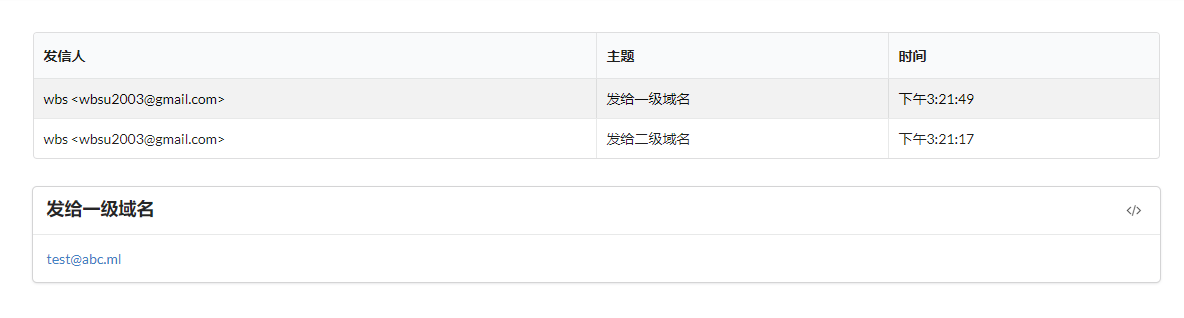 发信人 主题 时间
wbs <wbsu2003@gmail.com> 发给一级域名 下午3:21:49
wbs <wbsu2003@gmail.com> 发给二级域名 下午3:21:17
发给一级域名 </>
test@abc.ml